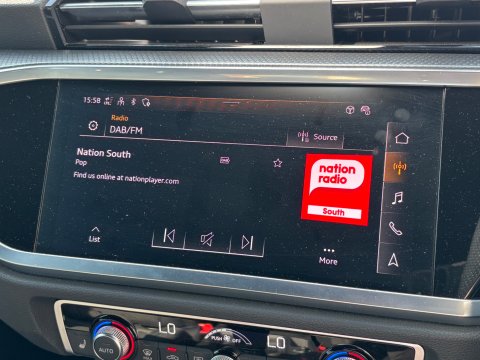 15:58
Radio
DAB/FM
Source
Nation South
Pop
Find us online at nationplayer.com
nation
radio
South
List
More
LO
PUSH
OFF
LO
AUTO